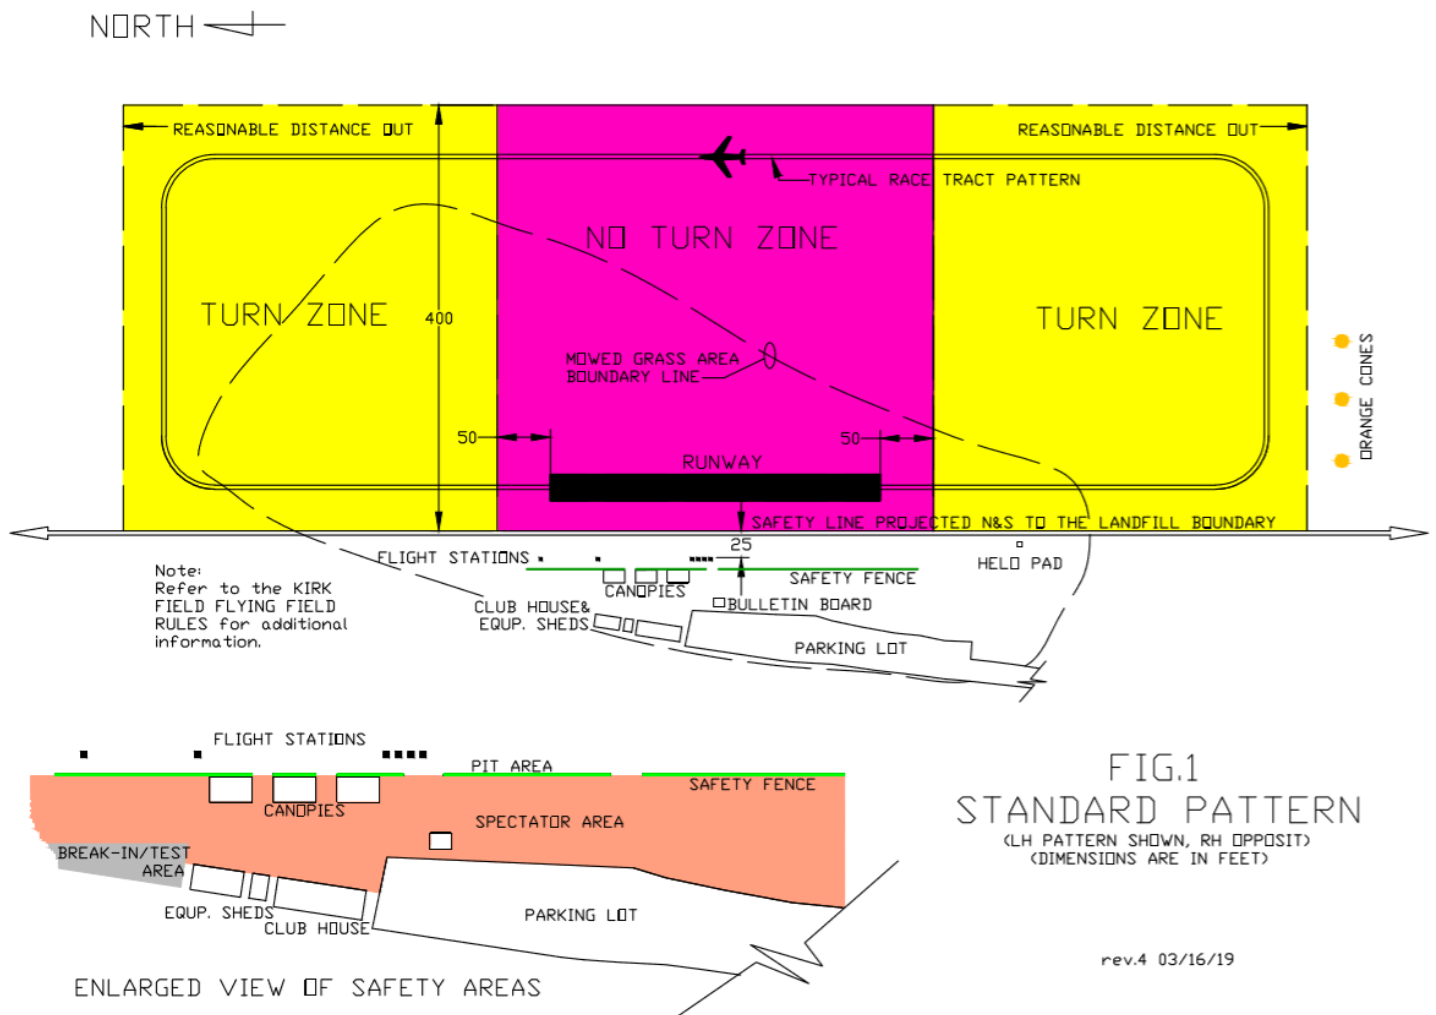 NORTH
REASONABLE DISTANCE OUT
REASONABLE DISTANCE OUT
TYPICAL RACE TRACT PATTERN
NO TURN ZONE
TURN ZONE
400
TURN ZONE
MOWED GRASS AREA
BOUNDARY LINE
ORANGE CONES
50
50
RUNWAY
SAFETY LINE PROJECTED N&S TO THE LANDFILL BOUNDARY
25
FLIGHT STATIONS
HELO PAD
SAFETY FENCE
CANOPIES
Note:
Refer to the KIRK
FIELD FLYING FIELD
RULES for additional
information.
CLUB HOUSE&
EQUP. SHEDS
BULLETIN BOARD
PARKING LOT
FLIGHT STATIONS
PIT AREA
SAFETY FENCE
CANOPIES
SPECTATOR AREA
BREAK-IN/TEST
AREA
EQUP. SHEDS
CLUB HOUSE
PARKING LOT
ENLARGED VIEW OF SAFETY AREAS
FIG.1
STANDARD PATTERN
(LH PATTERN SHOWN, RH OPPOSIT)
(DIMENSIONS ARE IN FEET)
rev.4 03/16/19